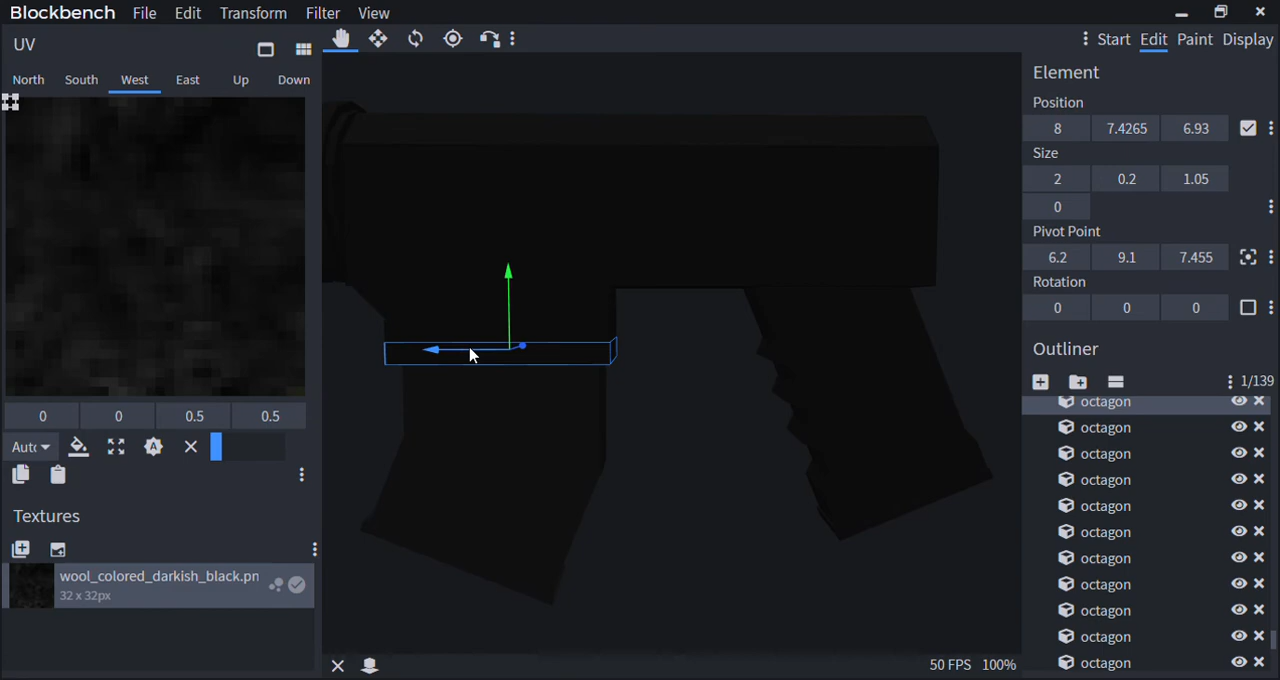 Blockbench File Edit Transform Filter View
UV
North South West East Up Down
0 0 0.5 0.5
Auto
Textures
wool_colored_darkish_black.pn
32 x 32px
50 FPS 100%
Start Edit Paint Display
Element
Position
8 7.4265 6.93
Size
2 0.2 1.05
0
Pivot Point
6.2 9.1 7.455
Rotation
0 0 0
Outliner
1/139
octagon
octagon
octagon
octagon
octagon
octagon
octagon
octagon
octagon
octagon
octagon